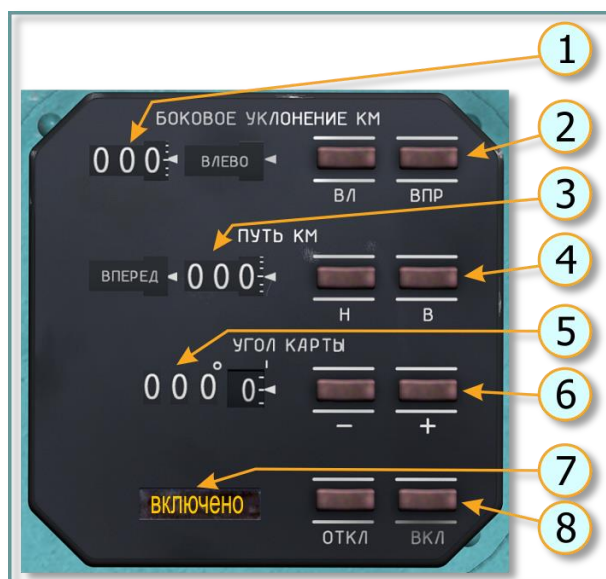 1
БОКОВОЕ УКЛОНЕНИЕ КМ
2
000 ВЛЕВО
ВЛ ВПР
3
ПУТЬ КМ
4
ВПЕРЕД 000
Н В
5
УГОЛ КАРТЫ
000° 0'
6
− +
7
ВКЛЮЧЕНО
8
ОТКЛ ВКЛ